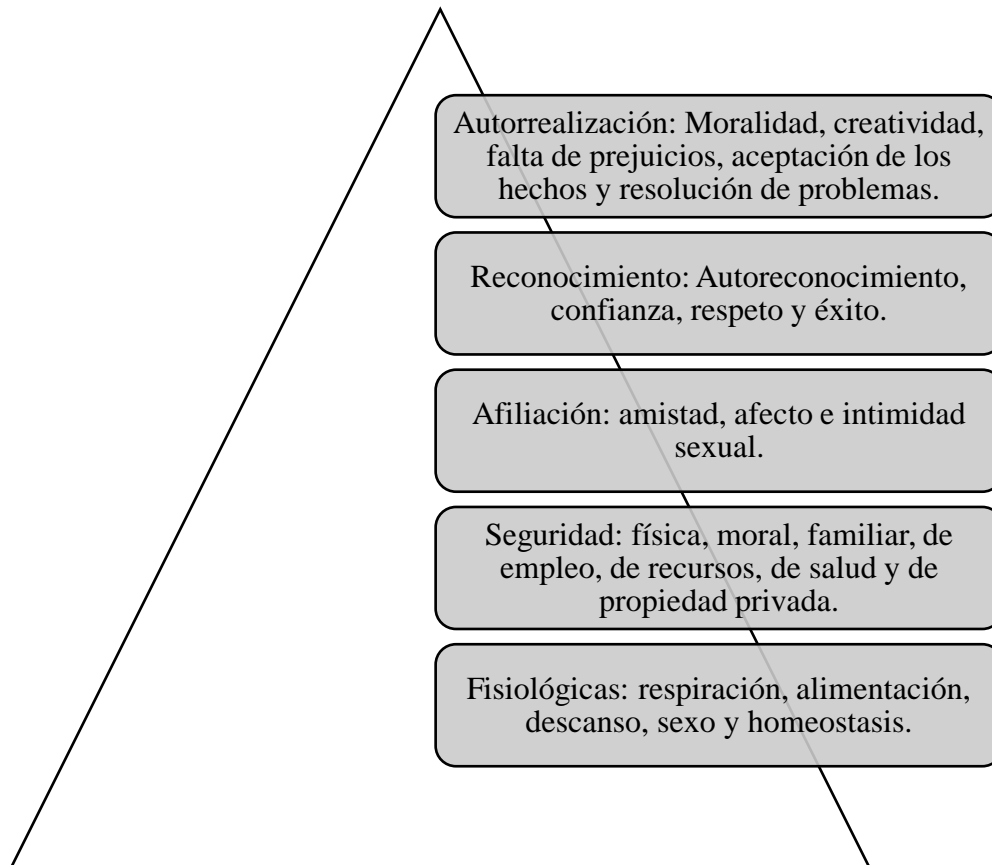 Autorrealización: Moralidad, creatividad,
falta de prejuicios, aceptación de los
hechos y resolución de problemas.
Reconocimiento: Autoreconocimiento,
confianza, respeto y éxito.
Afiliación: amistad, afecto e intimidad
sexual.
Seguridad: física, moral, familiar, de
empleo, de recursos, de salud y de
propiedad privada.
Fisiológicas: respiración, alimentación,
descanso, sexo y homeostasis.